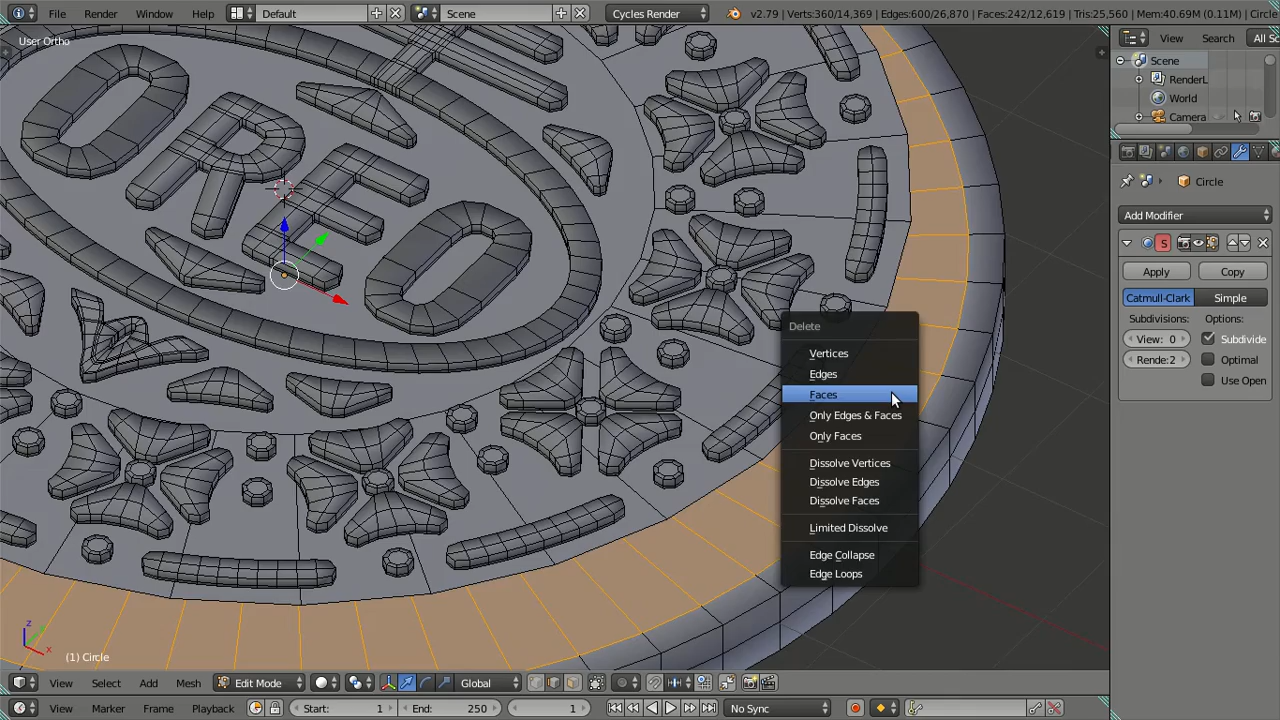 File Render Window Help Default Scene Cycles Render v2.79 | Verts:360/14,369 | Edges:600/26,870 | Faces:242/12,619 | Tris:25,560 | Mem:40.69M (0.11M) | Circle
User Ortho
View Search All Sc
Scene
RenderL
World
Camera
Circle
Add Modifier
S
Apply Copy
Catmull-Clark Simple
Subdivisions: Options:
View: 0 Subdivide
Rende: 2 Optimal
Use Open
OREO
Delete
Vertices
Edges
Faces
Only Edges & Faces
Only Faces
Dissolve Vertices
Dissolve Edges
Dissolve Faces
Limited Dissolve
Edge Collapse
Edge Loops
z
x
(1) Circle
View Select Add Mesh Edit Mode Global
View Marker Frame Playback Start: 1 End: 250 1 No Sync